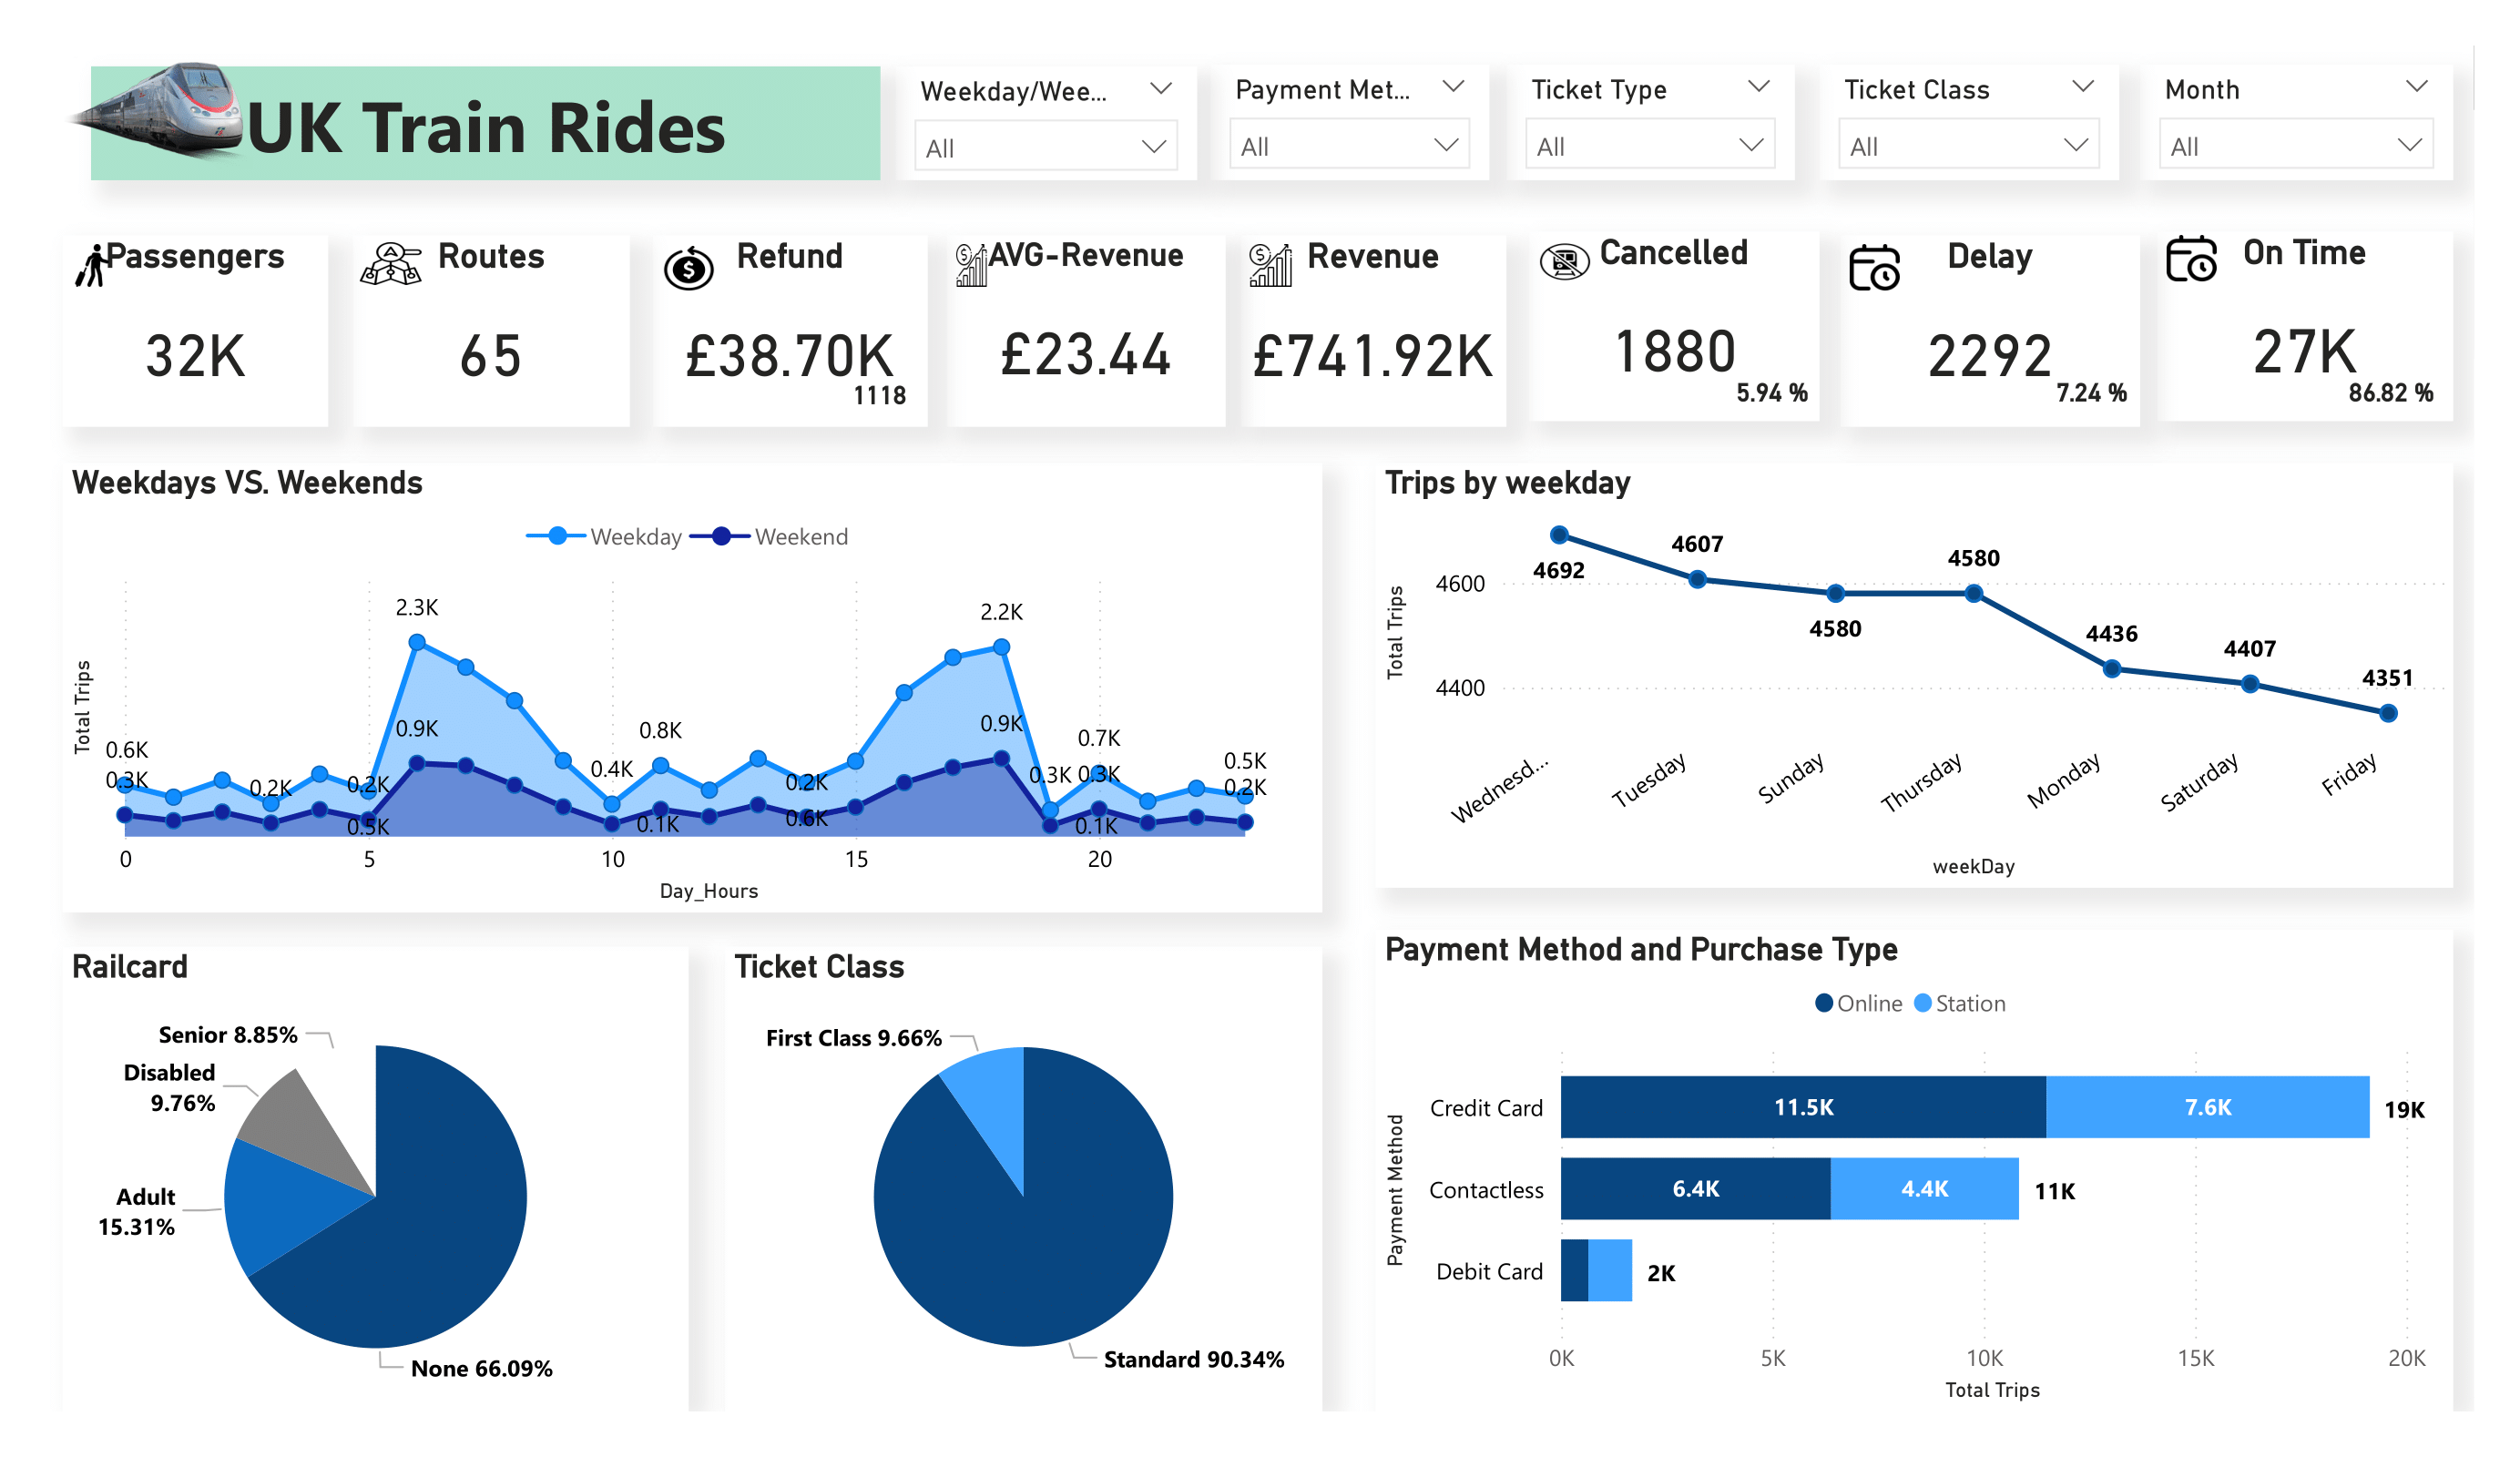 UK Train Rides
Weekday/Wee...
All
Payment Met...
All
Ticket Type
All
Ticket Class
All
Month
All
Passengers
32K
Routes
65
Refund
£38.70K
1118
AVG-Revenue
£23.44
Revenue
£741.92K
Cancelled
1880
5.94 %
Delay
2292
7.24 %
On Time
27K
86.82 %
Weekdays VS. Weekends
Weekday Weekend
Total Trips
2.3K
2.2K
0.9K
0.8K
0.9K
0.6K
0.4K
0.7K
0.5K
0.3K
0.2K
0.2K
0.2K
0.3K
0.3K
0.2K
0.5K
0.1K
0.6K
0.1K
0 5 10 15 20
Day_Hours
Trips by weekday
Total Trips
4600
4400
4692
4607
4580
4580
4436
4407
4351
Wednesd...
Tuesday
Sunday
Thursday
Monday
Saturday
Friday
weekDay
Railcard
Senior 8.85%
Disabled
9.76%
Adult
15.31%
None 66.09%
Ticket Class
First Class 9.66%
Standard 90.34%
Payment Method and Purchase Type
Online Station
Payment Method
Credit Card 11.5K 7.6K 19K
Contactless 6.4K 4.4K 11K
Debit Card 2K
0K 5K 10K 15K 20K
Total Trips